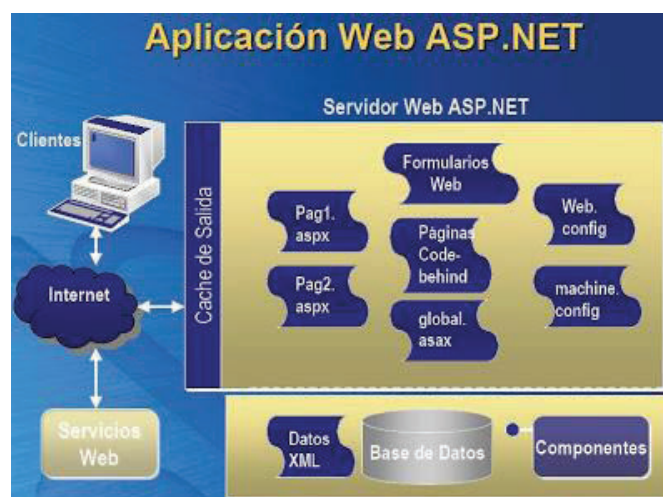 Aplicación Web ASP.NET
Servidor Web ASP.NET
Clientes
Internet
Servicios
Web
Cache de Salida
Formularios
Web
Pag1.
aspx
Páginas
Code-
behind
Web.
config
Pag2.
aspx
global.
asax
machine.
config
Datos
XML
Base de Datos
Componentes